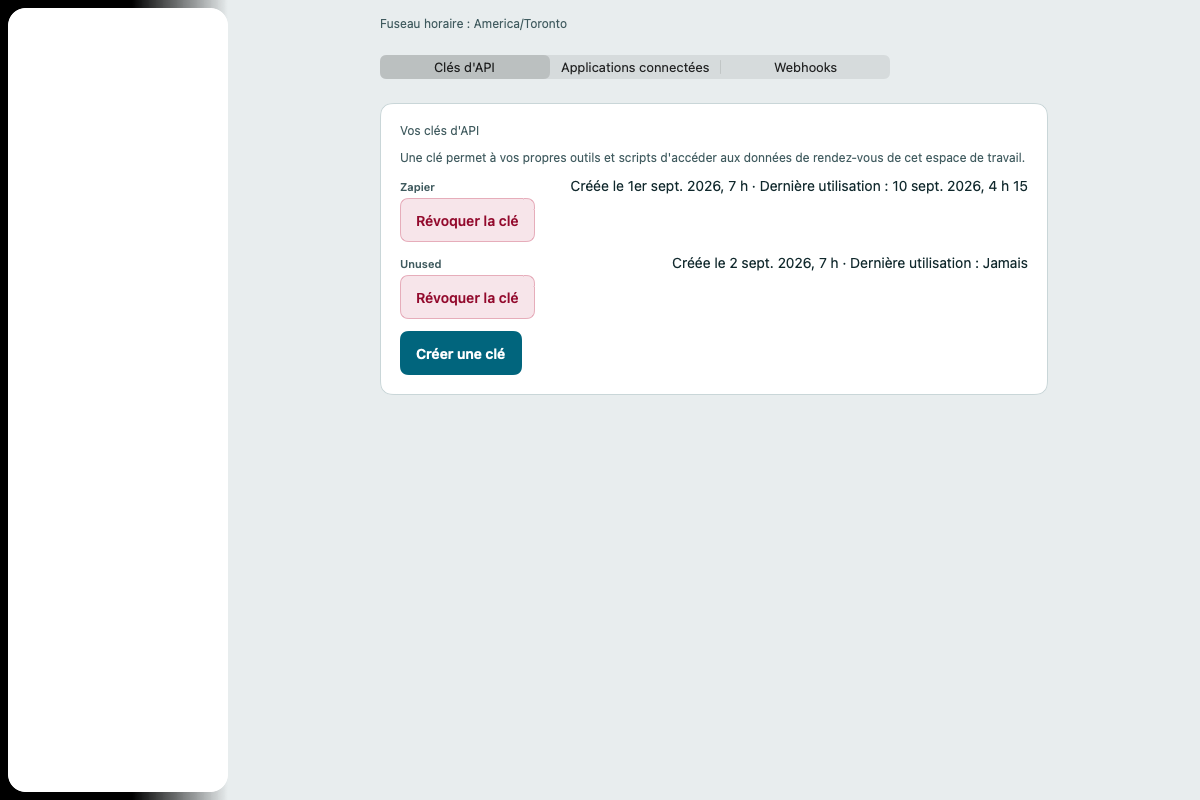 Fuseau horaire : America/Toronto
Clés d'API
Applications connectées
Webhooks
Vos clés d'API
Une clé permet à vos propres outils et scripts d'accéder aux données de rendez-vous de cet espace de travail.
Zapier
Créée le 1er sept. 2026, 7 h · Dernière utilisation : 10 sept. 2026, 4 h 15
Révoquer la clé
Unused
Créée le 2 sept. 2026, 7 h · Dernière utilisation : Jamais
Révoquer la clé
Créer une clé